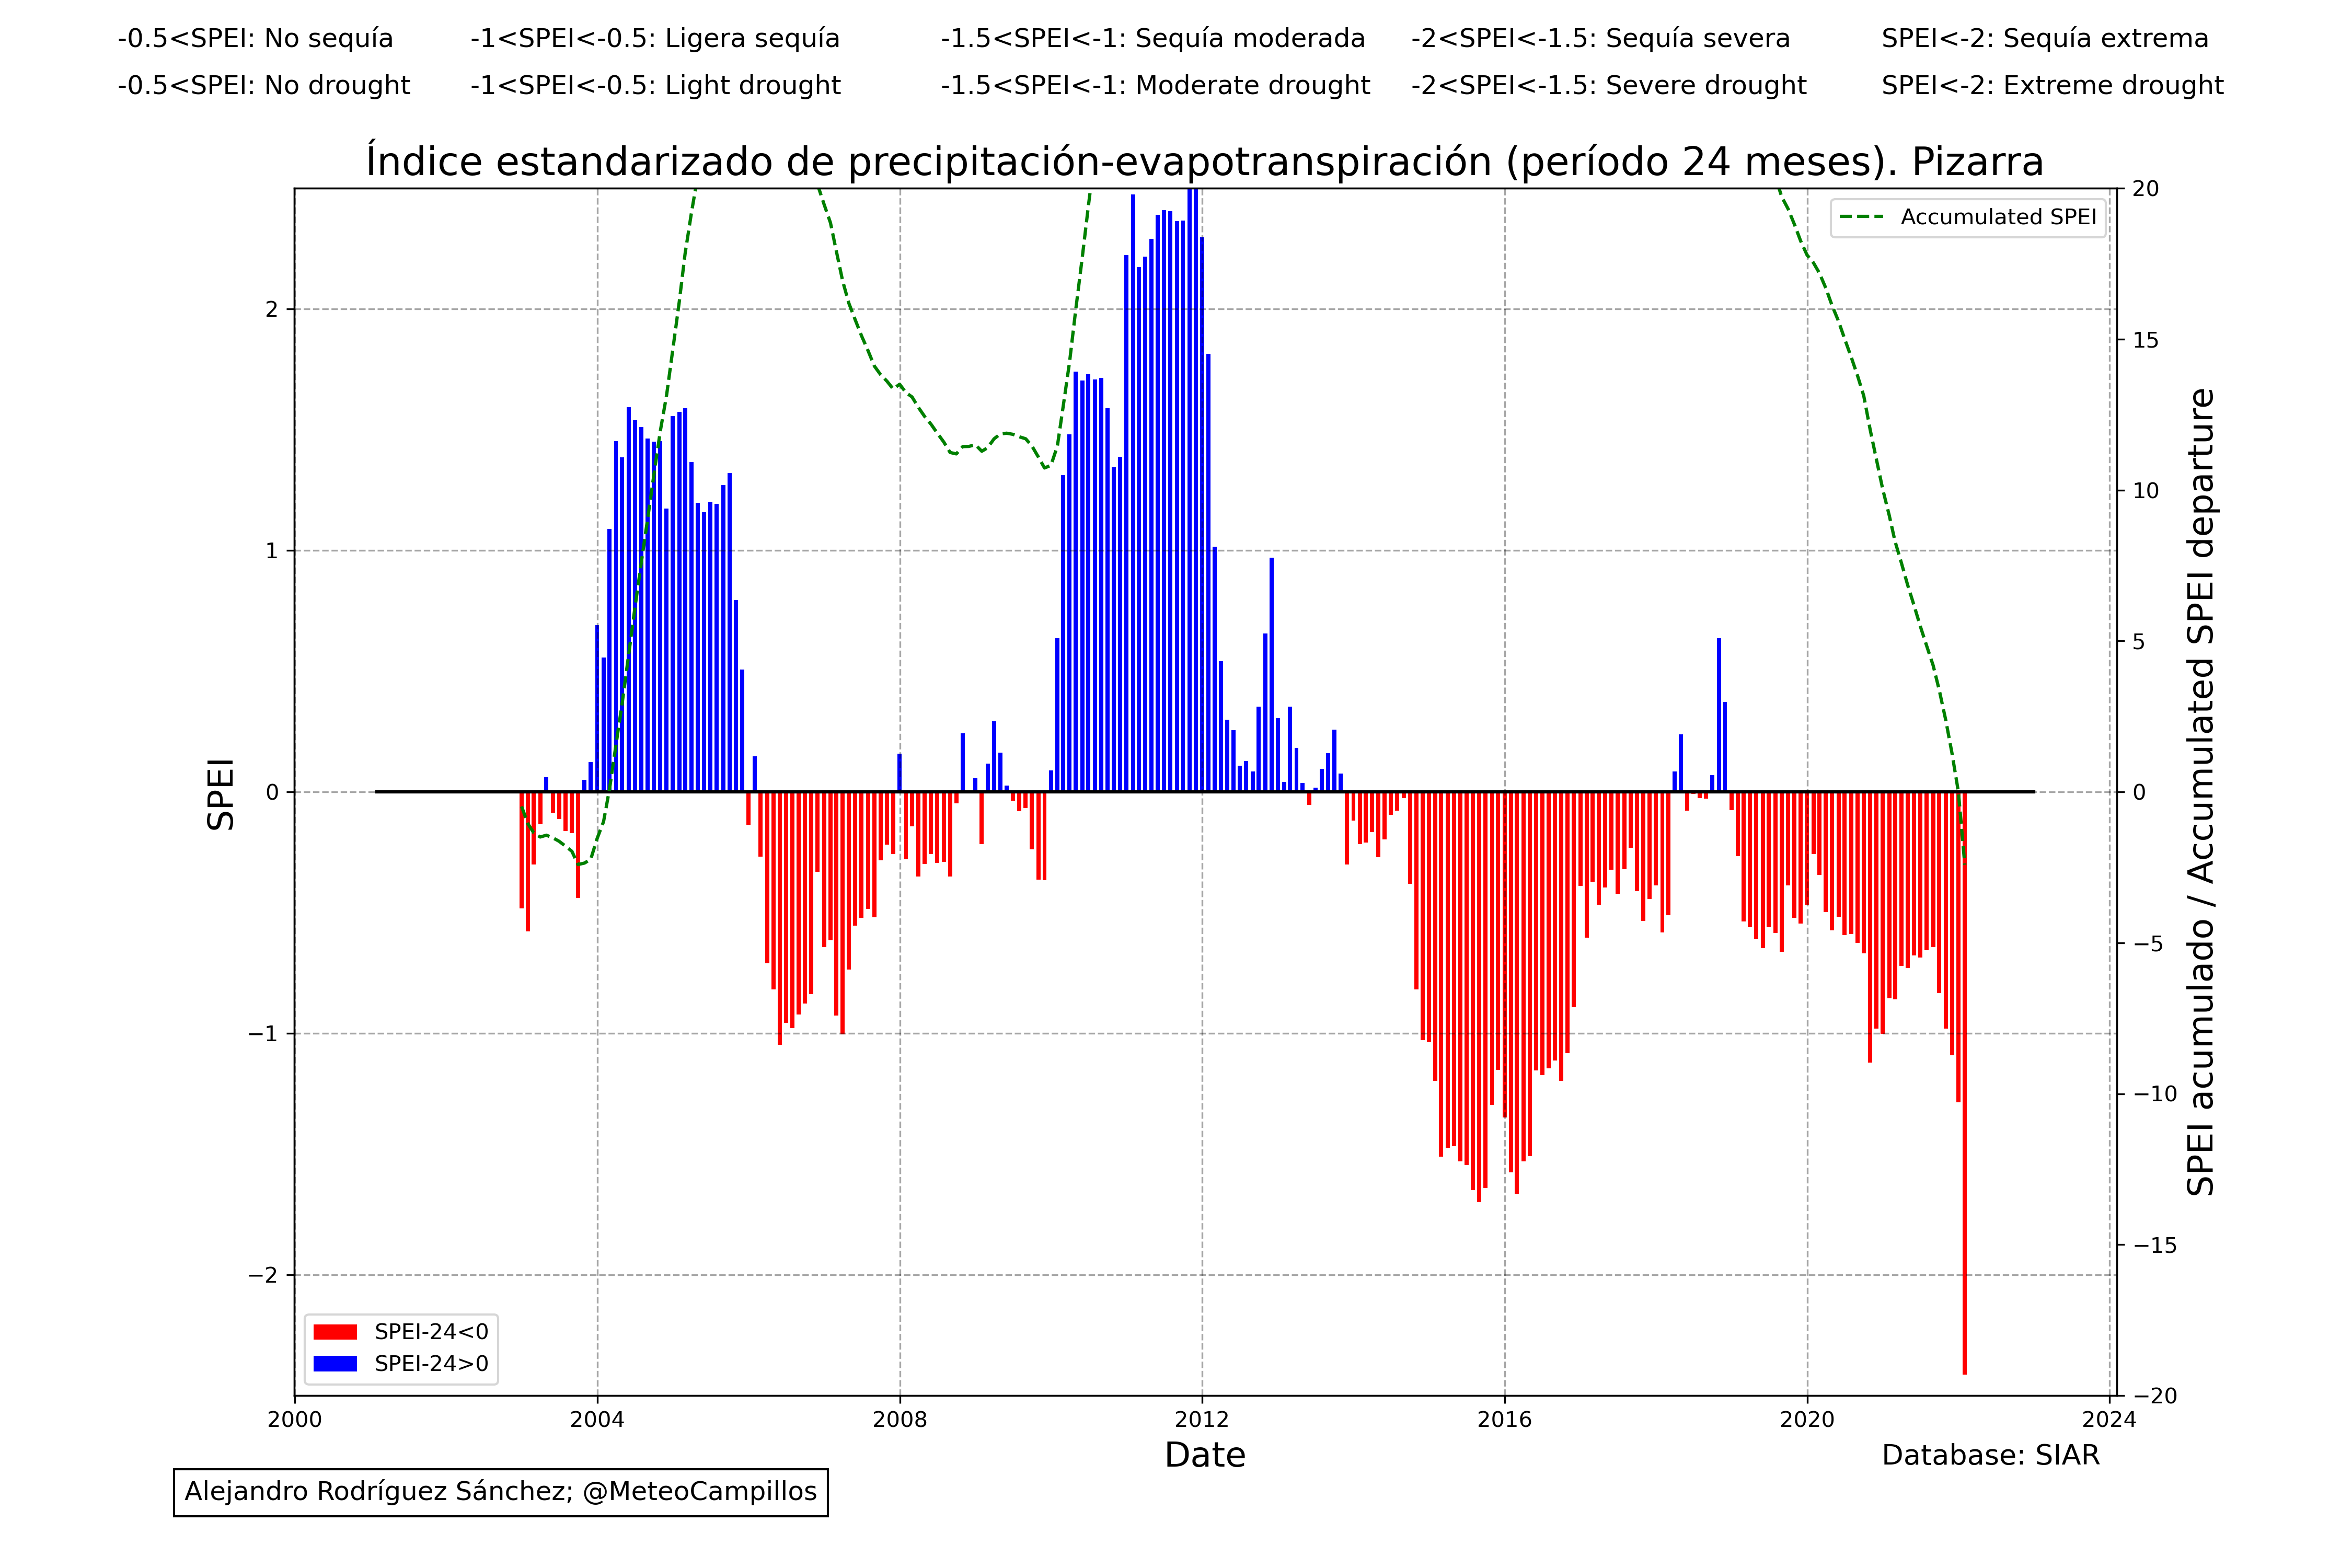 -0.5<SPEI: No sequía -1<SPEI<-0.5: Ligera sequía -1.5<SPEI<-1: Sequía moderada -2<SPEI<-1.5: Sequía severa SPEI<-2: Sequía extrema
-0.5<SPEI: No drought -1<SPEI<-0.5: Light drought -1.5<SPEI<-1: Moderate drought -2<SPEI<-1.5: Severe drought SPEI<-2: Extreme drought
Índice estandarizado de precipitación-evapotranspiración (período 24 meses). Pizarra
Accumulated SPEI
SPEI
2
1
0
−1
−2
20
15
10
5
0
−5
−10
−15
−20
SPEI acumulado / Accumulated SPEI departure
SPEI-24<0
SPEI-24>0
2000 2004 2008 2012 2016 2020 2024
Date
Database: SIAR
Alejandro Rodríguez Sánchez; @MeteoCampillos